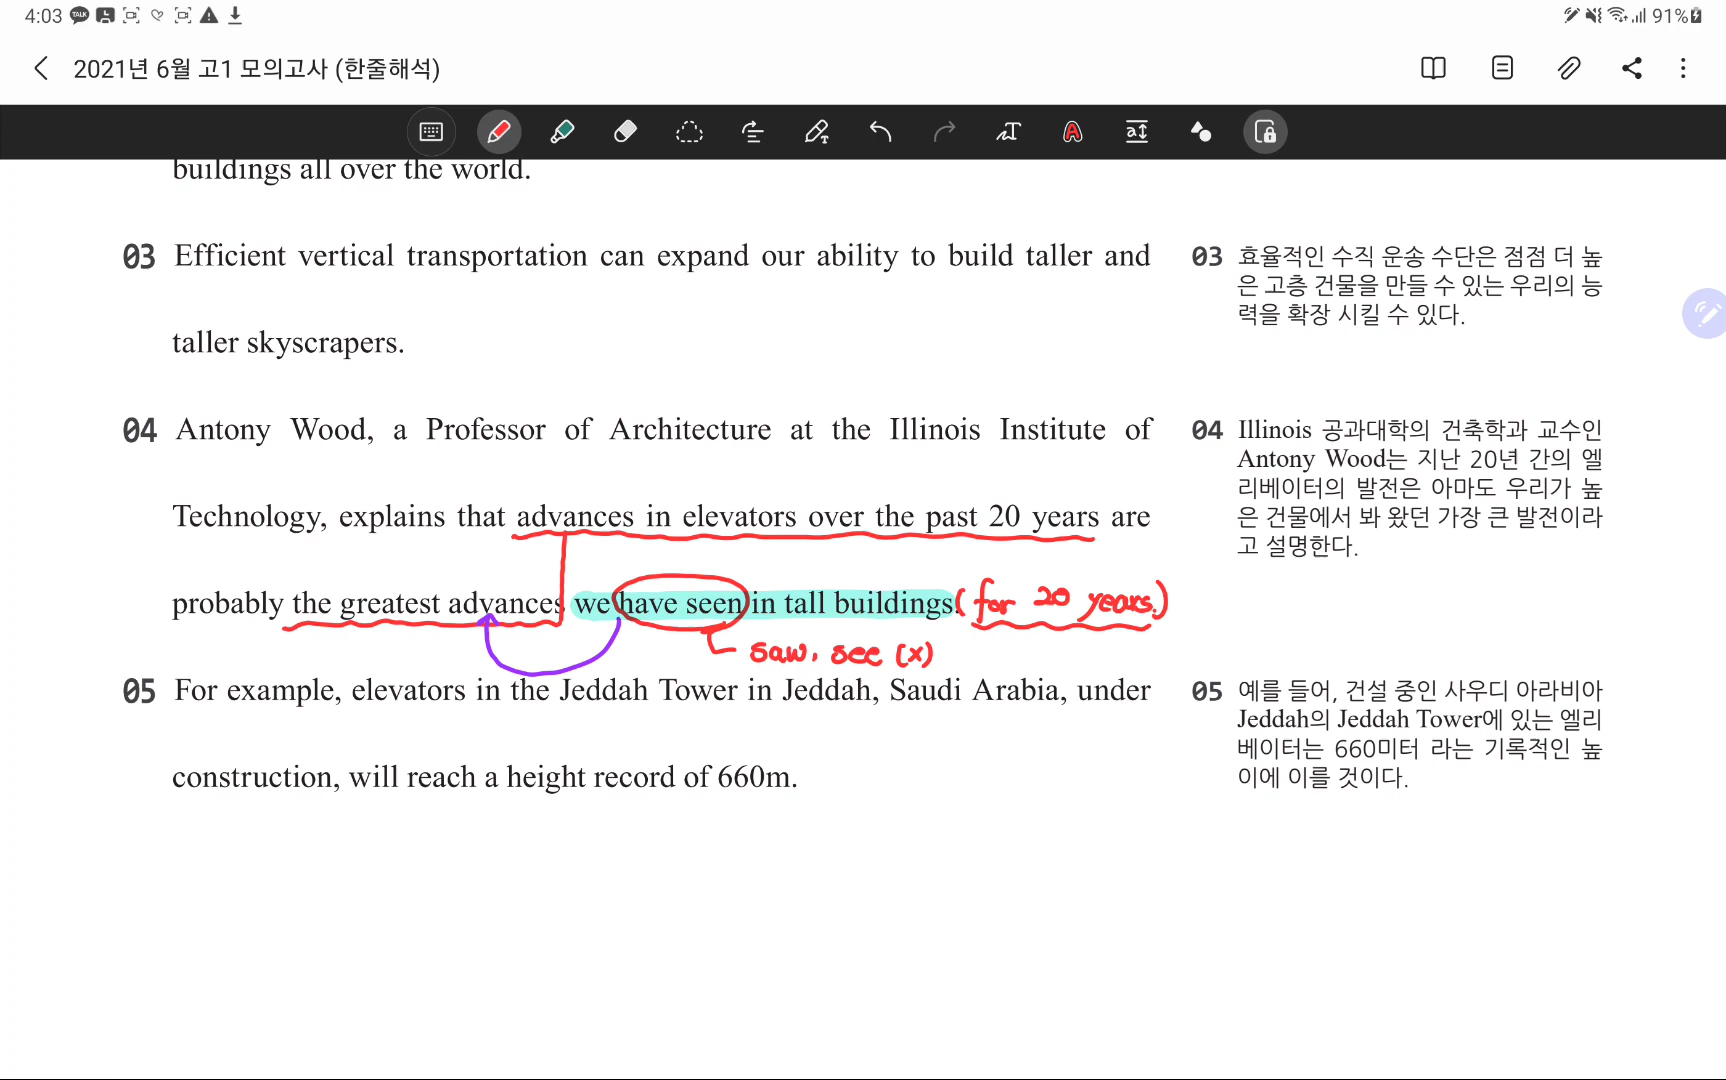 4:03 TALK 91%
2021년 6월 고1 모의고사 (한줄해석)
buildings all over the world.
03 Efficient vertical transportation can expand our ability to build taller and
taller skyscrapers.
03 효율적인 수직 운송 수단은 점점 더 높
은 고층 건물을 만들 수 있는 우리의 능
력을 확장 시킬 수 있다.
04 Antony Wood, a Professor of Architecture at the Illinois Institute of
Technology, explains that advances in elevators over the past 20 years are
probably the greatest advances we have seen in tall buildings. (for 20 years.)
saw, see (x)
04 Illinois 공과대학의 건축학과 교수인
Antony Wood는 지난 20년 간의 엘
리베이터의 발전은 아마도 우리가 높
은 건물에서 봐 왔던 가장 큰 발전이라
고 설명한다.
05 For example, elevators in the Jeddah Tower in Jeddah, Saudi Arabia, under
construction, will reach a height record of 660m.
05 예를 들어, 건설 중인 사우디 아라비아
Jeddah의 Jeddah Tower에 있는 엘리
베이터는 660미터 라는 기록적인 높
이에 이를 것이다.